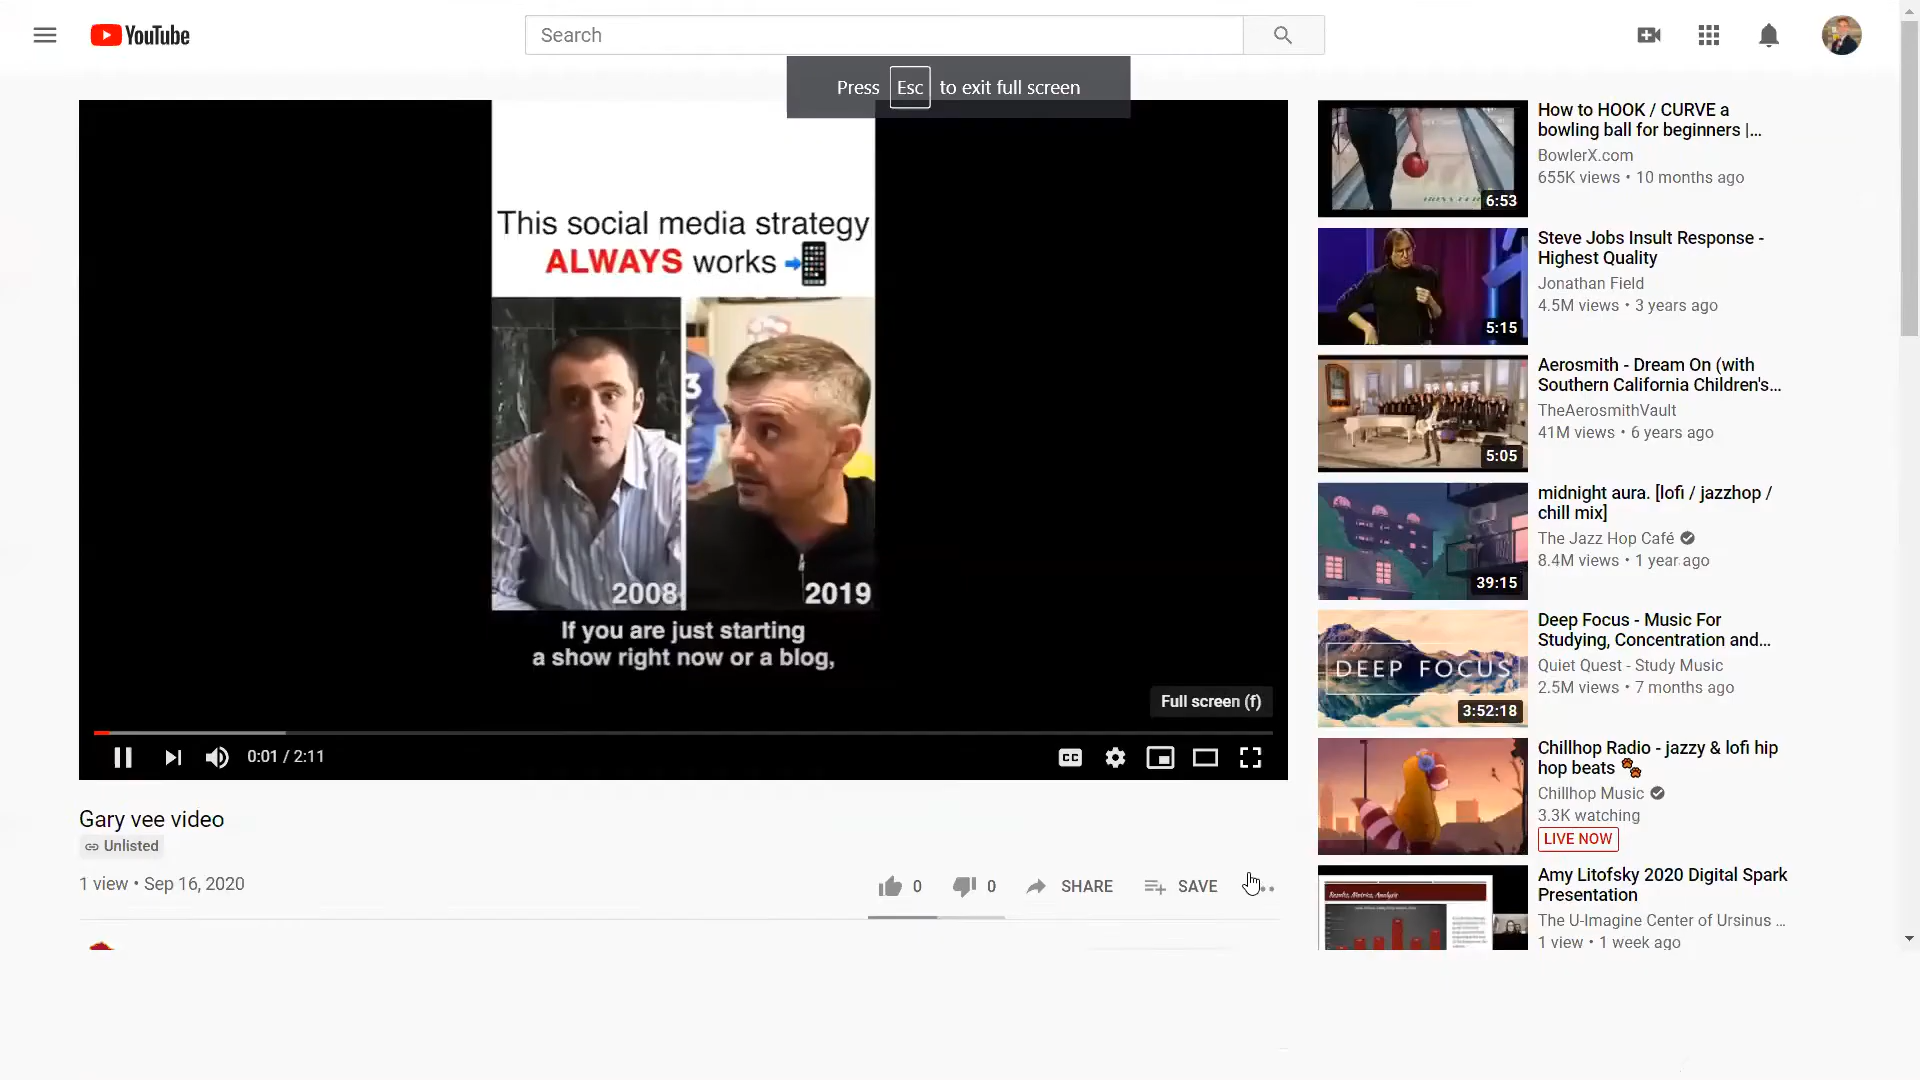 YouTube
Search
Press Esc to exit full screen
This social media strategy
ALWAYS works
2008
2019
If you are just starting
a show right now or a blog,
Full screen (f)
0:01 / 2:11
CC
Gary vee video
Unlisted
1 view • Sep 16, 2020
0
0
SHARE
SAVE
6:53
How to HOOK / CURVE a
bowling ball for beginners |...
BowlerX.com
655K views • 10 months ago
5:15
Steve Jobs Insult Response -
Highest Quality
Jonathan Field
4.5M views • 3 years ago
5:05
Aerosmith - Dream On (with
Southern California Children's...
TheAerosmithVault
41M views • 6 years ago
39:15
midnight aura. [lofi / jazzhop /
chill mix]
The Jazz Hop Café
8.4M views • 1 year ago
DEEP FOCUS
3:52:18
Deep Focus - Music For
Studying, Concentration and...
Quiet Quest - Study Music
2.5M views • 7 months ago
Chillhop Radio - jazzy & lofi hip
hop beats
Chillhop Music
3.3K watching
LIVE NOW
Results, Metrics, Analysis
Amy Litofsky 2020 Digital Spark
Presentation
The U-Imagine Center of Ursinus ...
1 view • 1 week ago